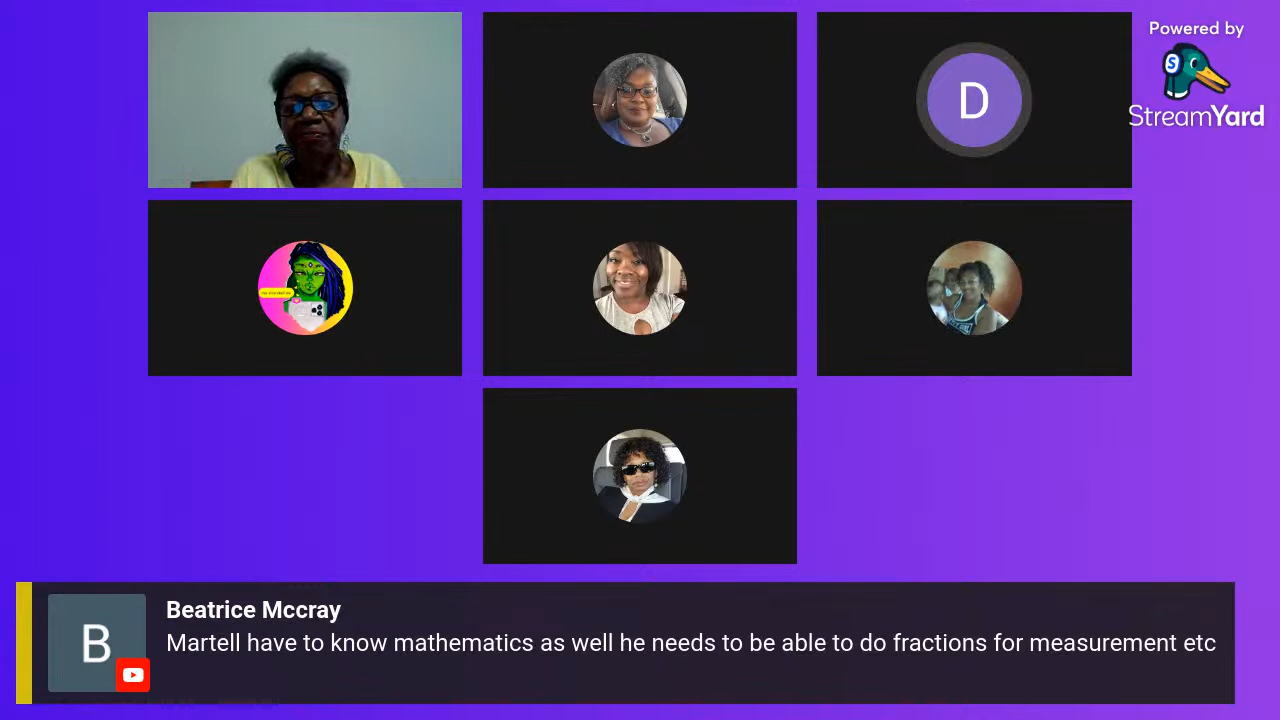 Powered by
S
StreamYard
D
B
Beatrice Mccray
Martell have to know mathematics as well he needs to be able to do fractions for measurement etc